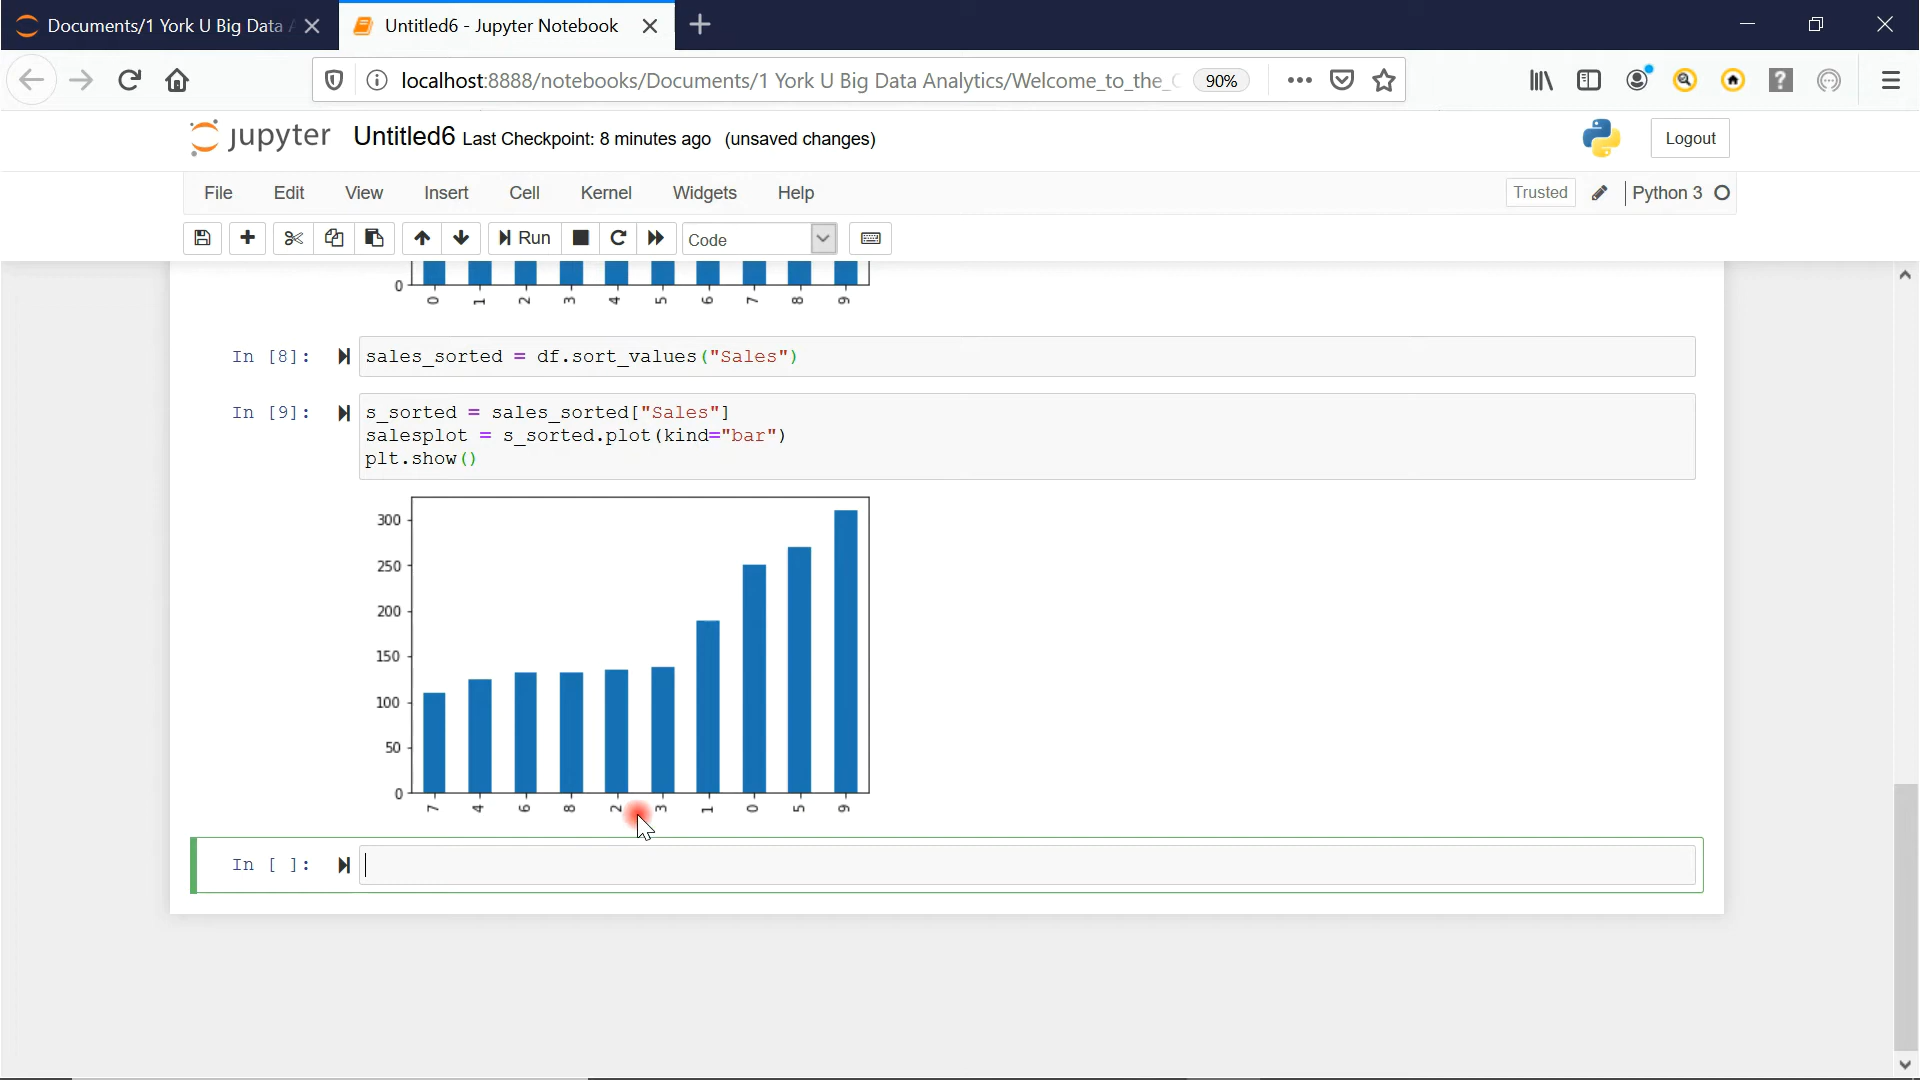 Documents/1 York U Big Data
Untitled6 - Jupyter Notebook
localhost:8888/notebooks/Documents/1 York U Big Data Analytics/Welcome_to_the_
90%
jupyter Untitled6 Last Checkpoint: 8 minutes ago (unsaved changes)
Logout
File Edit View Insert Cell Kernel Widgets Help
Trusted
Python 3
Run
Code
0
0 1 2 3 4 5 6 7 8 9
In [8]: sales_sorted = df.sort_values("Sales")
In [9]: s_sorted = sales_sorted["Sales"]
salesplot = s_sorted.plot(kind="bar")
plt.show()
300
250
200
150
100
50
0
7 4 6 8 2 3 1 0 5 9
In [ ]: